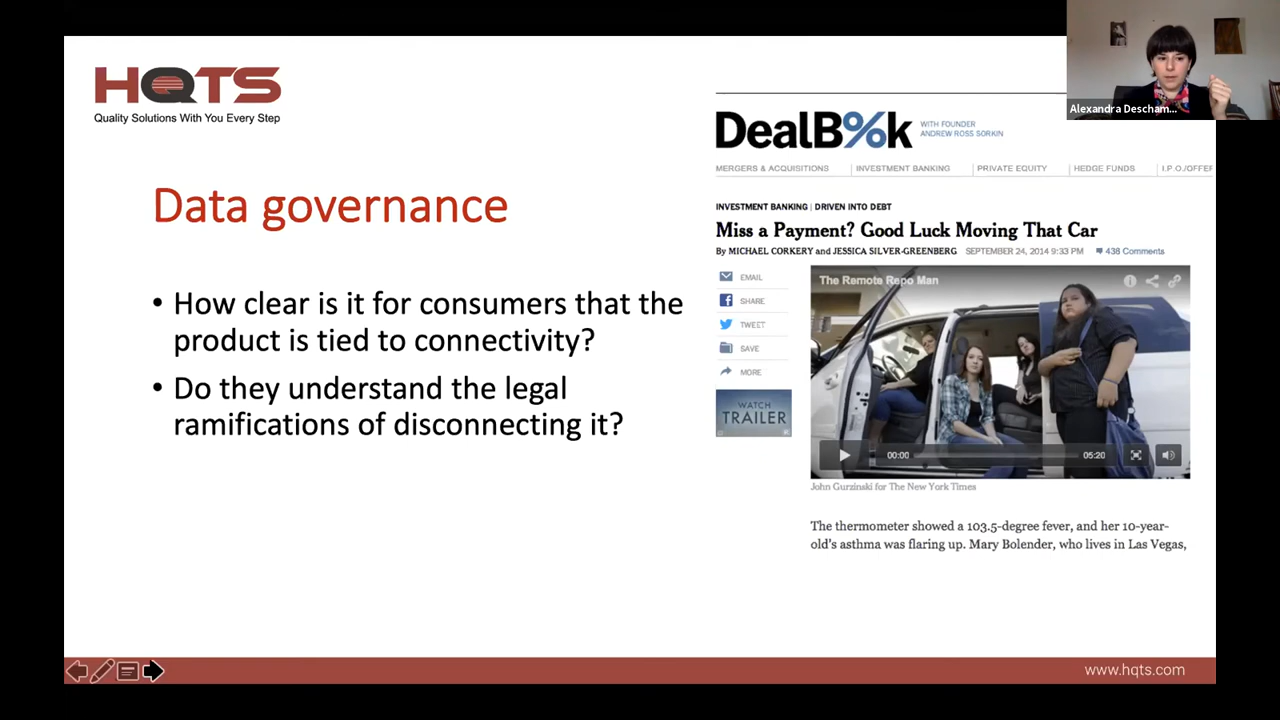 HQTS
Quality Solutions With You Every Step
Data governance
• How clear is it for consumers that the
product is tied to connectivity?
• Do they understand the legal
ramifications of disconnecting it?
DealB%k
WITH FOUNDER
ANDREW ROSS SORKIN
MERGERS & ACQUISITIONS | INVESTMENT BANKING | PRIVATE EQUITY | HEDGE FUNDS | I.P.O/OFFER
INVESTMENT BANKING | DRIVEN INTO DEBT
Miss a Payment? Good Luck Moving That Car
By MICHAEL CORKERY and JESSICA SILVER-GREENBERG SEPTEMBER 24, 2014 9:33 PM 438 Comments
EMAIL
SHARE
TWEET
SAVE
MORE
WATCH
TRAILER
The Remote Repo Man
00:00 05:20
John Gurzinski for The New York Times
The thermometer showed a 103.5-degree fever, and her 10-year-
old's asthma was flaring up. Mary Bolender, who lives in Las Vegas,
Alexandra Descham...
www.hqts.com